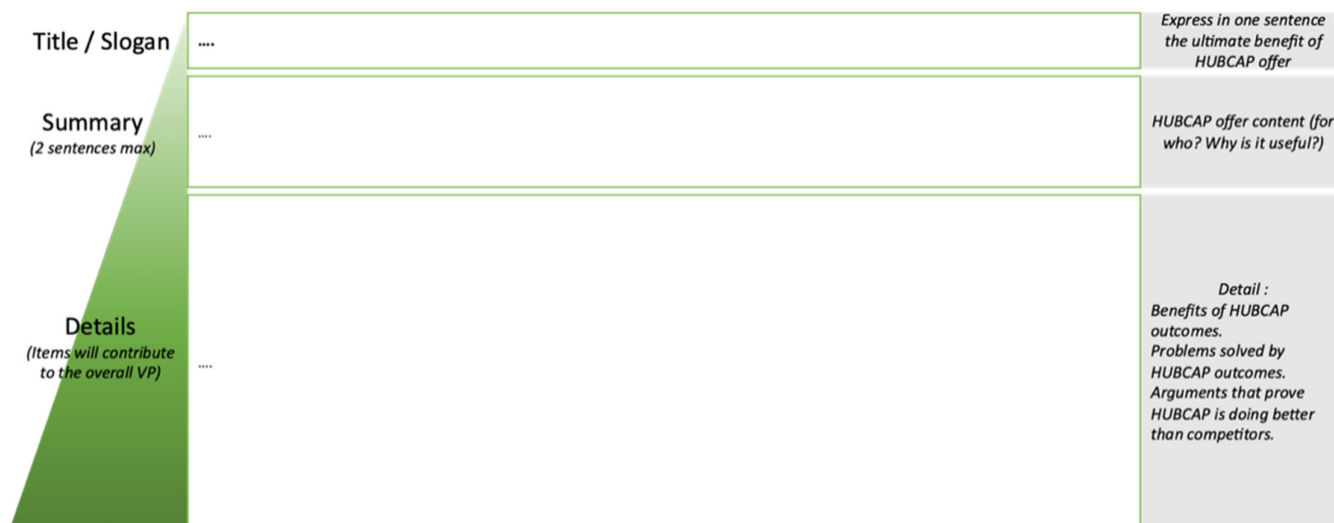 Title / Slogan
....
Express in one sentence
the ultimate benefit of
HUBCAP offer
Summary
(2 sentences max)
....
HUBCAP offer content (for
who? Why is it useful?)
Details
(Items will contribute
to the overall VP)
....
Detail :
Benefits of HUBCAP
outcomes.
Problems solved by
HUBCAP outcomes.
Arguments that prove
HUBCAP is doing better
than competitors.